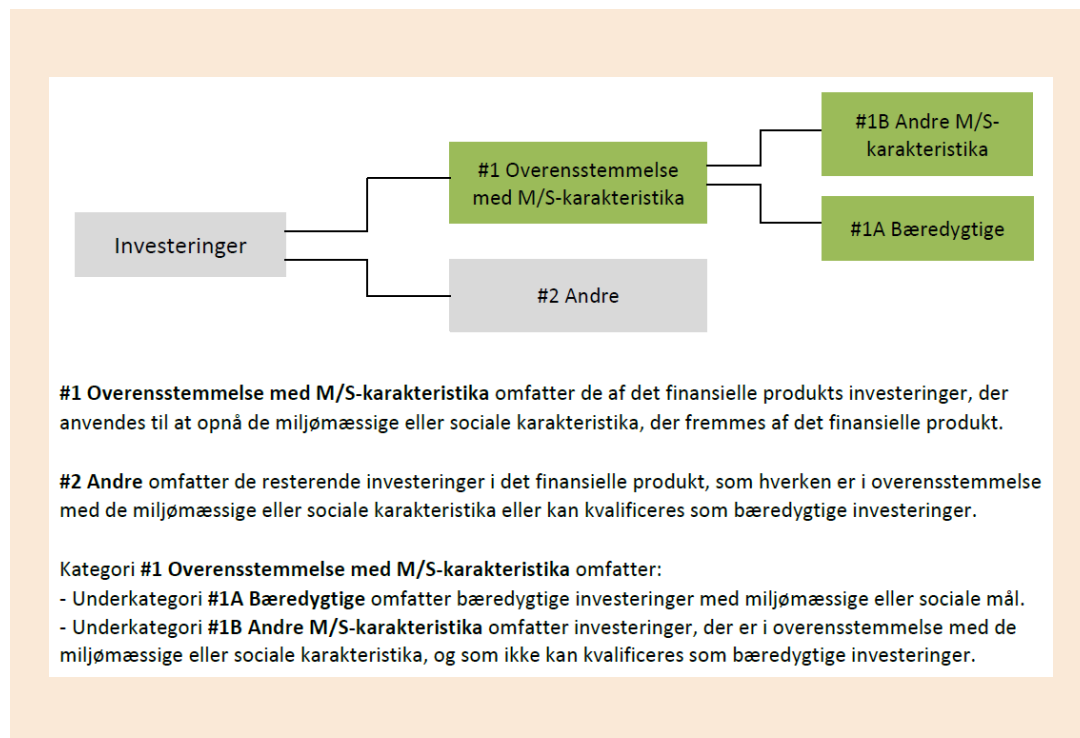 #1B Andre M/S-
karakteristika
#1 Overensstemmelse
med M/S-karakteristika
#1A Bæredygtige
Investeringer
#2 Andre
#1 Overensstemmelse med M/S-karakteristika omfatter de af det finansielle produkts investeringer, der
anvendes til at opnå de miljømæssige eller sociale karakteristika, der fremmes af det finansielle produkt.
#2 Andre omfatter de resterende investeringer i det finansielle produkt, som hverken er i overensstemmelse
med de miljømæssige eller sociale karakteristika eller kan kvalificeres som bæredygtige investeringer.
Kategori #1 Overensstemmelse med M/S-karakteristika omfatter:
- Underkategori #1A Bæredygtige omfatter bæredygtige investeringer med miljømæssige eller sociale mål.
- Underkategori #1B Andre M/S-karakteristika omfatter investeringer, der er i overensstemmelse med de
miljømæssige eller sociale karakteristika, og som ikke kan kvalificeres som bæredygtige investeringer.